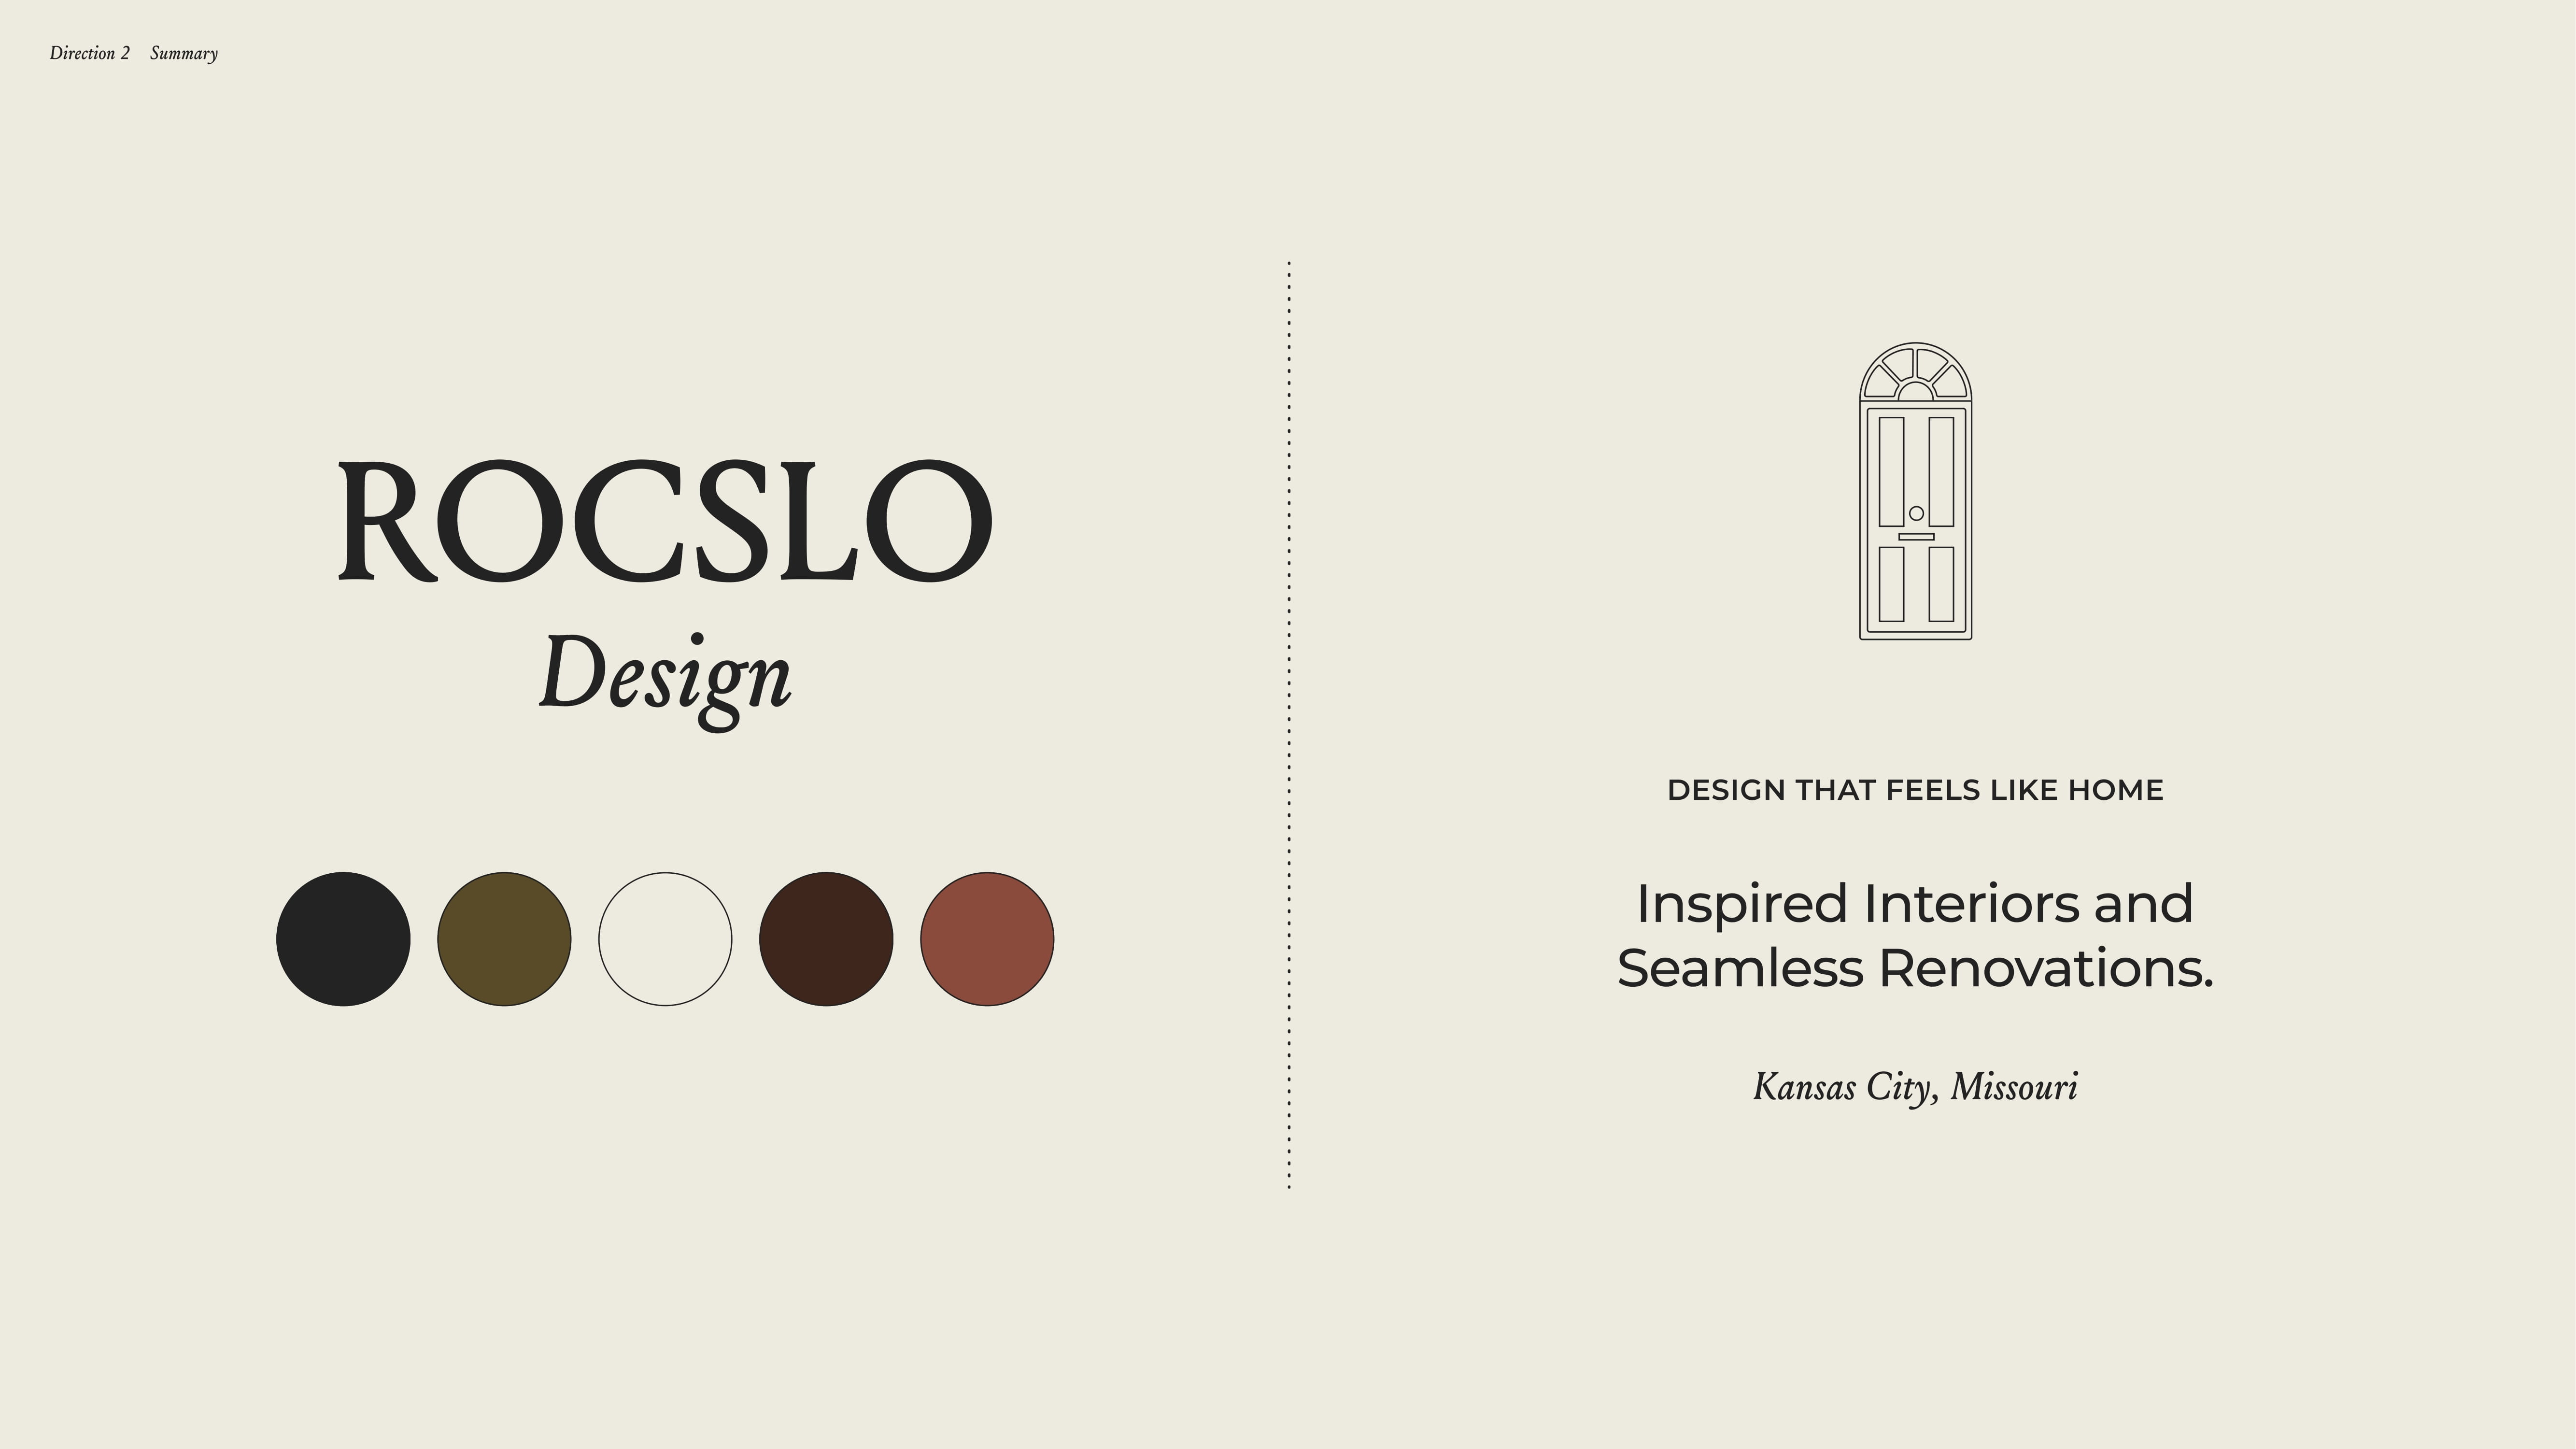 Direction 2 Summary
ROCSLO
Design
DESIGN THAT FEELS LIKE HOME
Inspired Interiors and
Seamless Renovations.
Kansas City, Missouri